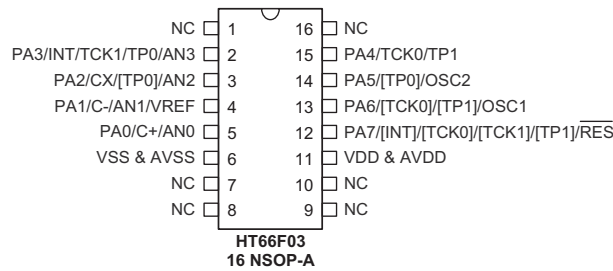 NC 1 16 NC
PA3/INT/TCK1/TP0/AN3 2 15 PA4/TCK0/TP1
PA2/CX/[TP0]/AN2 3 14 PA5/[TP0]/OSC2
PA1/C-/AN1/VREF 4 13 PA6/[TCK0]/[TP1]/OSC1
PA0/C+/AN0 5 12 PA7/[INT]/[TCK0]/[TCK1]/[TP1]/RES
VSS & AVSS 6 11 VDD & AVDD
NC 7 10 NC
NC 8 9 NC
HT66F03
16 NSOP-A